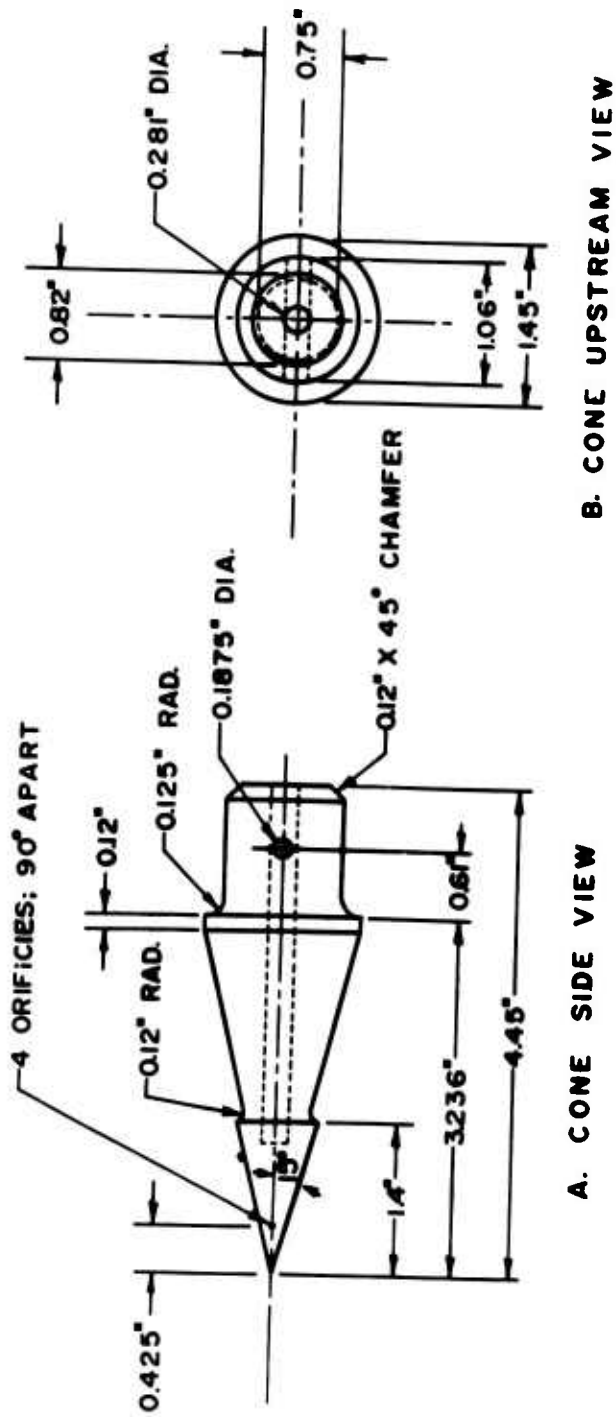 4 ORIFICIES; 90° APART
0.12"
0.125" RAD.
0.12" RAD.
0.1875" DIA.
0.12" X 45° CHAMFER
0.425"
15°
1.4"
0.61"
3.236"
4.45"
A. CONE SIDE VIEW
0.82"
0.281" DIA.
0.75"
1.06"
1.45"
B. CONE UPSTREAM VIEW